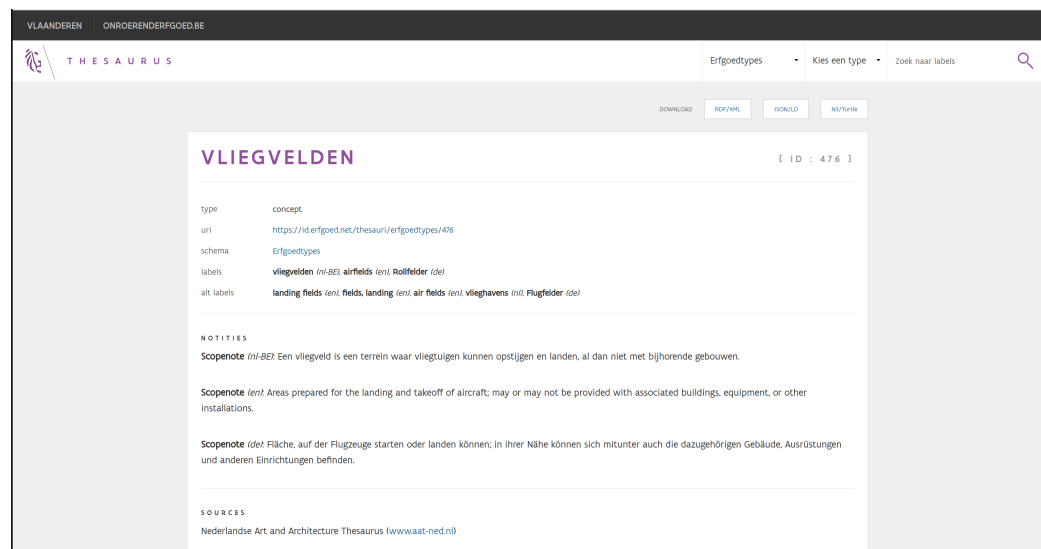 VLAANDEREN ONROERENDERFGOED.BE
THESAURUS Erfgoedtypes Kies een type Zoek naar labels
DOWNLOAD RDF/XML JSON/LD N3/Turtle
VLIEGVELDEN [ ID : 476 ]
type concept
uri https://id.erfgoed.net/thesauri/erfgoedtypes/476
schema Erfgoedtypes
labels vliegvelden (nl-BE), airfields (en), Rollfelder (de)
alt labels landing fields (en), fields, landing (en), air fields (en), vlieghavens (nl), Flugfelder (de)
NOTITIES
Scopenote (nl-BE): Een vliegveld is een terrein waar vliegtuigen kunnen opstijgen en landen, al dan niet met bijhorende gebouwen.
Scopenote (en): Areas prepared for the landing and takeoff of aircraft; may or may not be provided with associated buildings, equipment, or other
installations.
Scopenote (de): Fläche, auf der Flugzeuge starten oder landen können; in ihrer Nähe können sich mitunter auch die dazugehörigen Gebäude, Ausrüstungen
und anderen Einrichtungen befinden.
SOURCES
Nederlandse Art and Architecture Thesaurus (www.aat-ned.nl)